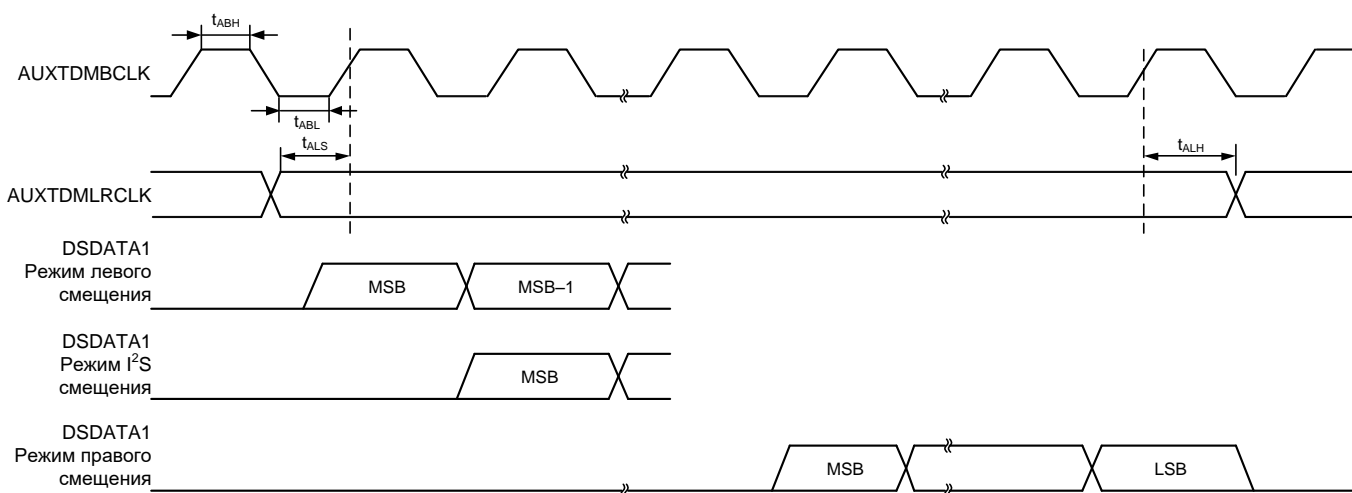 tABH
AUXTDMBCLK
tABL
tALS
tALH
AUXTDMLRCLK
DSDATA1
Режим левого
смещения
MSB
MSB–1
DSDATA1
Режим I²S
смещения
MSB
DSDATA1
Режим правого
смещения
MSB
LSB